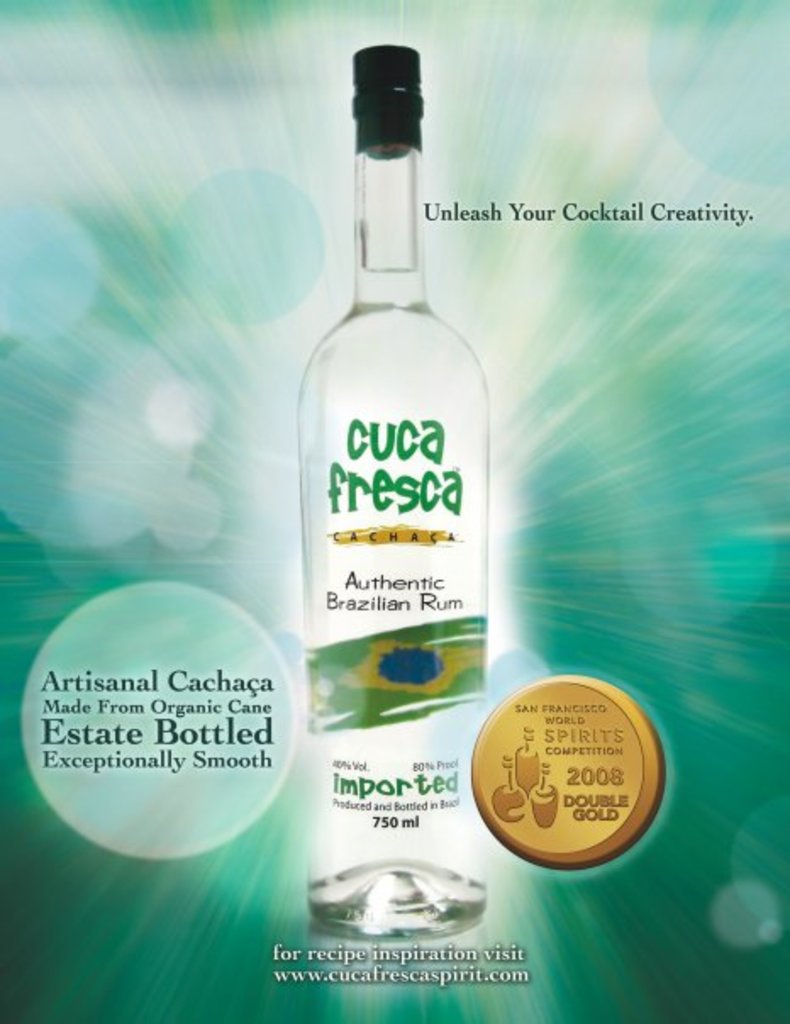 Unleash Your Cocktail Creativity.
cuca
fresca
CACHAÇA
Authentic
Brazilian Rum
Artisanal Cachaça
Made From Organic Cane
Estate Bottled
Exceptionally Smooth
40% Vol. 80% Proof
imported
Produced and Bottled in Brazil
750 ml
SAN FRANCISCO
WORLD
SPIRITS
COMPETITION
2008
DOUBLE
GOLD
for recipe inspiration visit
www.cucafrescaspirit.com